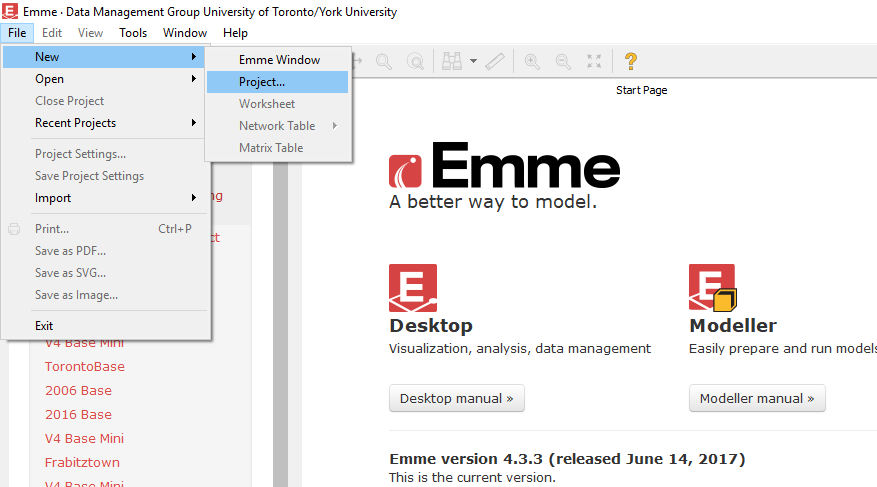 Emme - Data Management Group University of Toronto/York University
File Edit View Tools Window Help
New
Open
Close Project
Recent Projects
Project Settings...
Save Project Settings
Import
Print... Ctrl+P
Save as PDF...
Save as SVG...
Save as Image...
Exit
Emme Window
Project...
Worksheet
Network Table
Matrix Table
V4 Base Mini
TorontoBase
2006 Base
2016 Base
V4 Base Mini
Frabitztown
V4 Base Mini
Start Page
Emme
A better way to model.
Desktop
Visualization, analysis, data management
Desktop manual »
Modeller
Easily prepare and run models
Modeller manual »
Emme version 4.3.3 (released June 14, 2017)
This is the current version.